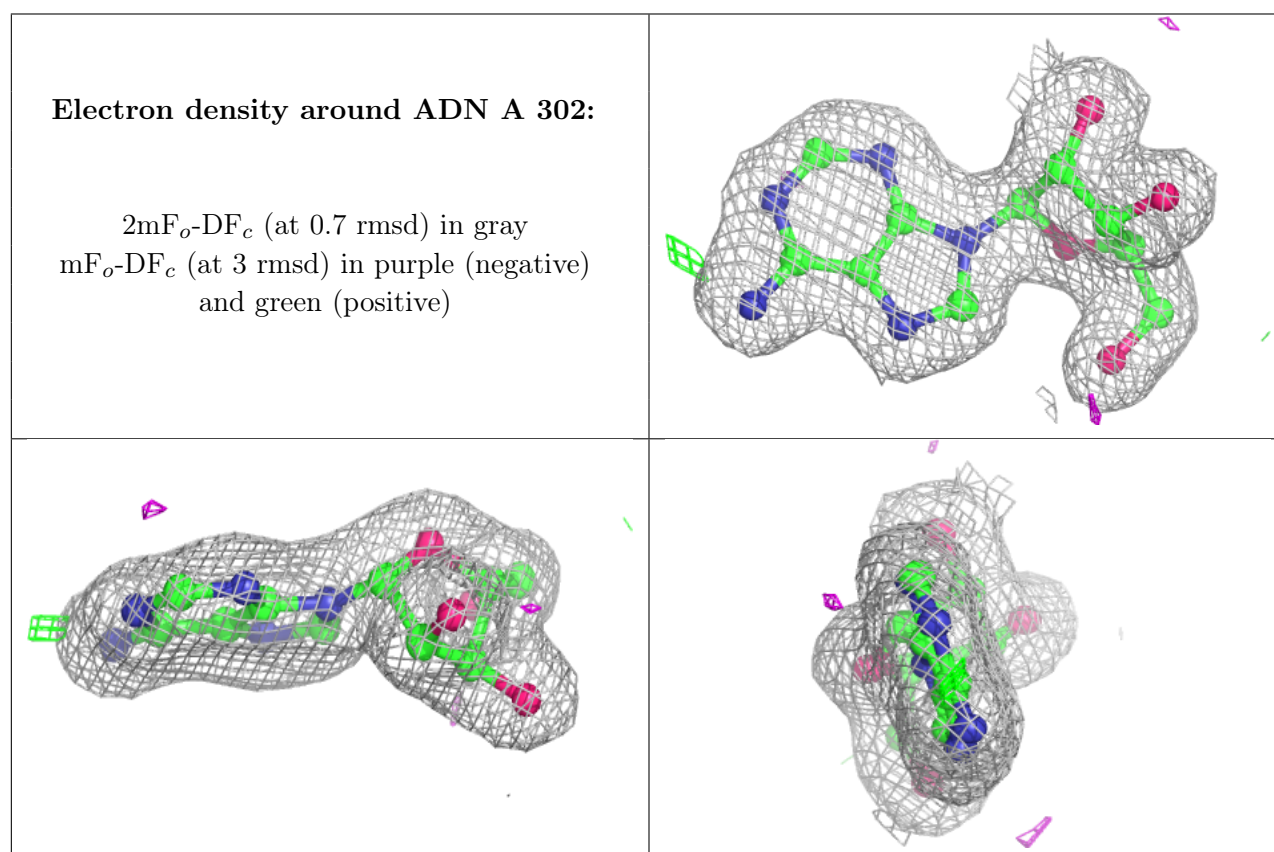 Electron density around ADN A 302:
2mFo-DFc (at 0.7 rmsd) in gray
mFo-DFc (at 3 rmsd) in purple (negative)
and green (positive)